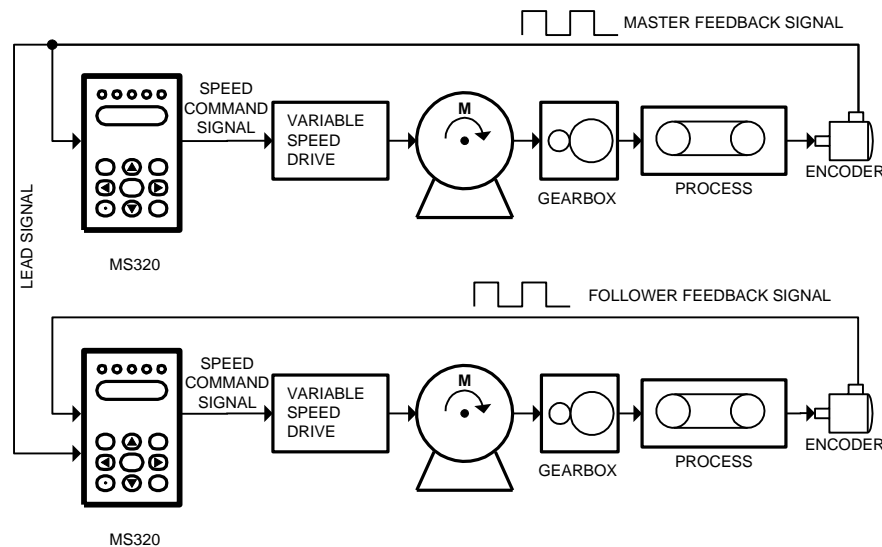 MASTER FEEDBACK SIGNAL
SPEED
COMMAND
SIGNAL
VARIABLE
SPEED
DRIVE
M
GEARBOX
PROCESS
ENCODER
LEAD SIGNAL
MS320
FOLLOWER FEEDBACK SIGNAL
SPEED
COMMAND
SIGNAL
VARIABLE
SPEED
DRIVE
M
GEARBOX
PROCESS
ENCODER
MS320